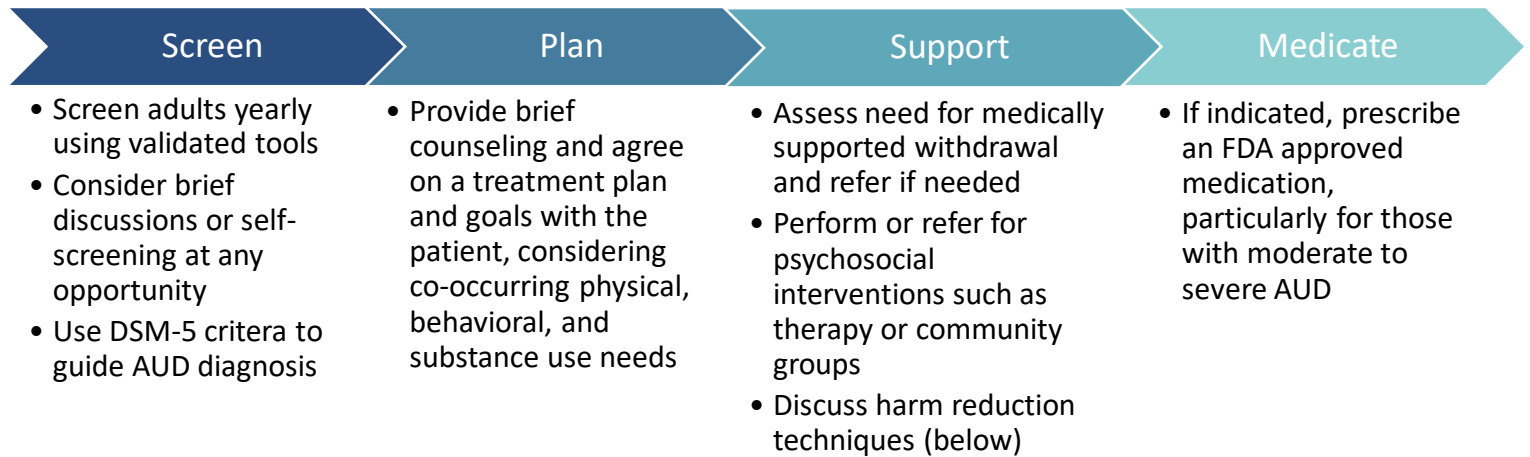 Screen
• Screen adults yearly
using validated tools
• Consider brief
discussions or self-
screening at any
opportunity
• Use DSM-5 critera to
guide AUD diagnosis
Plan
• Provide brief
counseling and agree
on a treatment plan
and goals with the
patient, considering
co-occurring physical,
behavioral, and
substance use needs
Support
• Assess need for medically
supported withdrawal
and refer if needed
• Perform or refer for
psychosocial
interventions such as
therapy or community
groups
• Discuss harm reduction
techniques (below)
Medicate
• If indicated, prescribe
an FDA approved
medication,
particularly for those
with moderate to
severe AUD